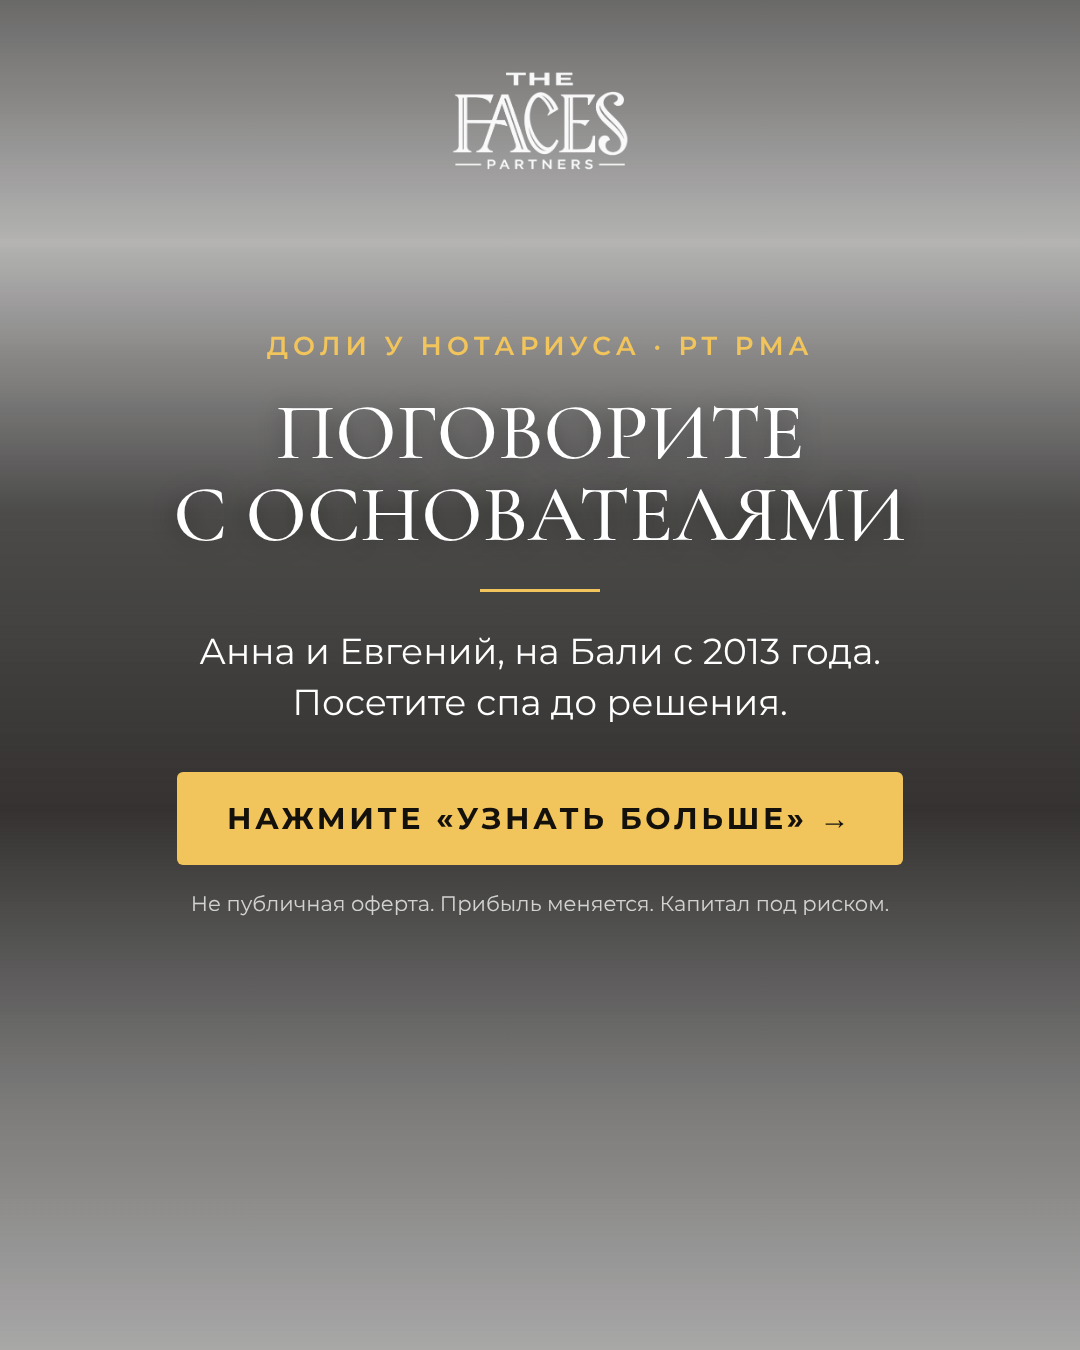 THE
FACES
PARTNERS
ДОЛИ У НОТАРИУСА · PT PMA
ПОГОВОРИТЕ
С ОСНОВАТЕЛЯМИ
Анна и Евгений, на Бали с 2013 года.
Посетите спа до решения.
НАЖМИТЕ «УЗНАТЬ БОЛЬШЕ» →
Не публичная оферта. Прибыль меняется. Капитал под риском.